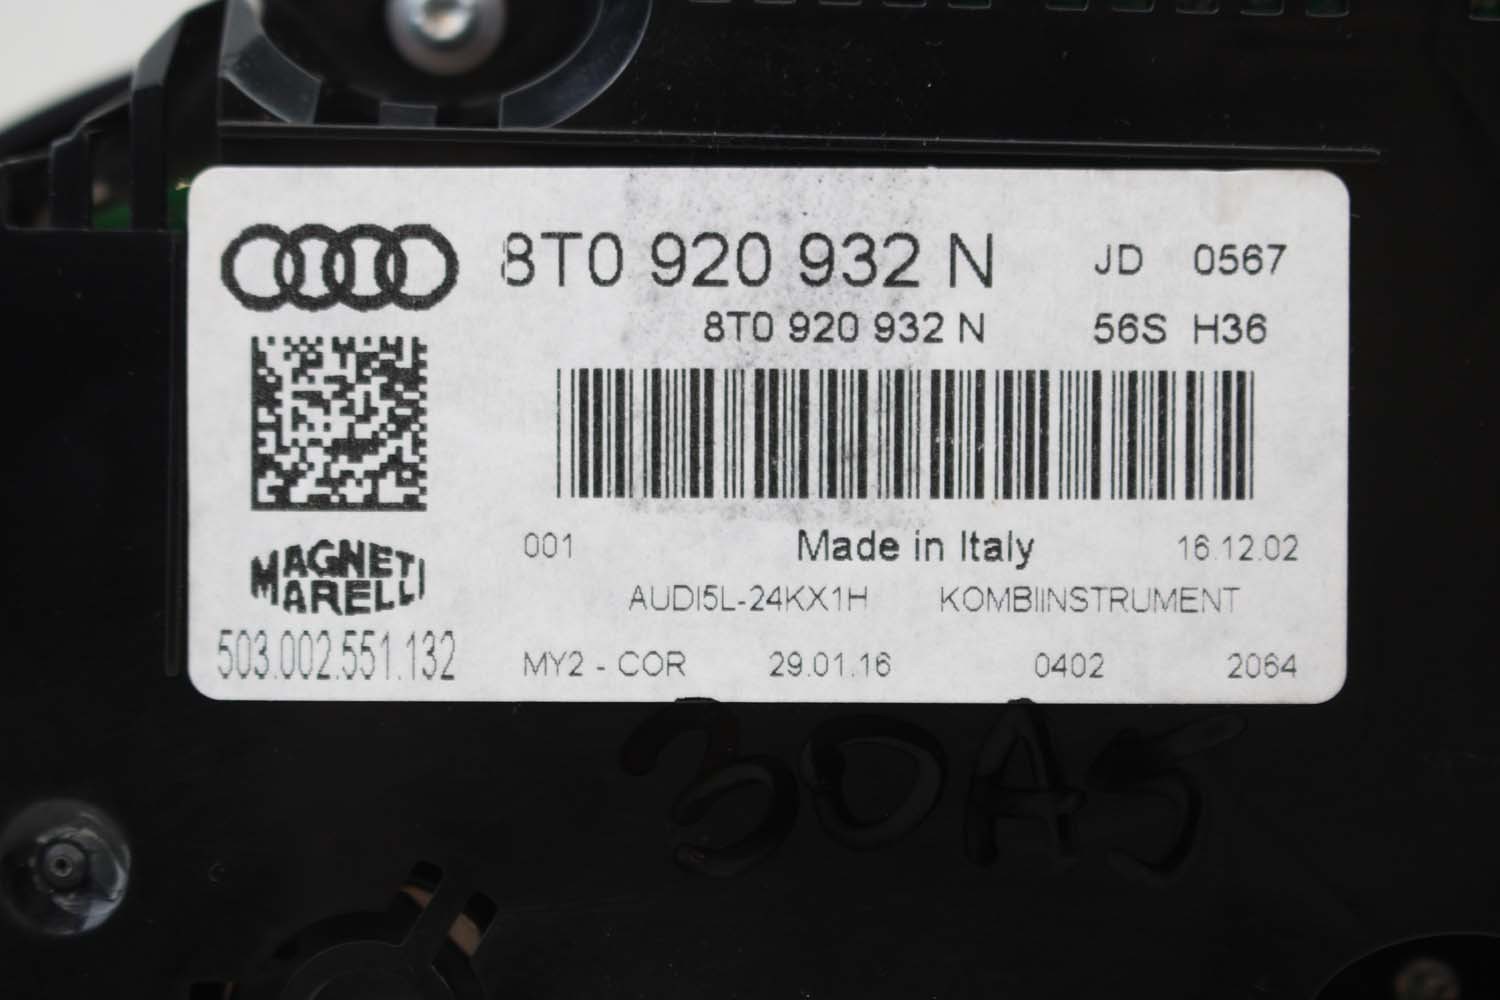 8T0 920 932 N JD 0567
8T0 920 932 N 56S H36
001 Made in Italy 16.12.02
MAGNETI MARELLI
AUDI5L-24KX1H KOMBIINSTRUMENT
503.002.551.132 MY2 - COR 29.01.16 0402 2064
30A5